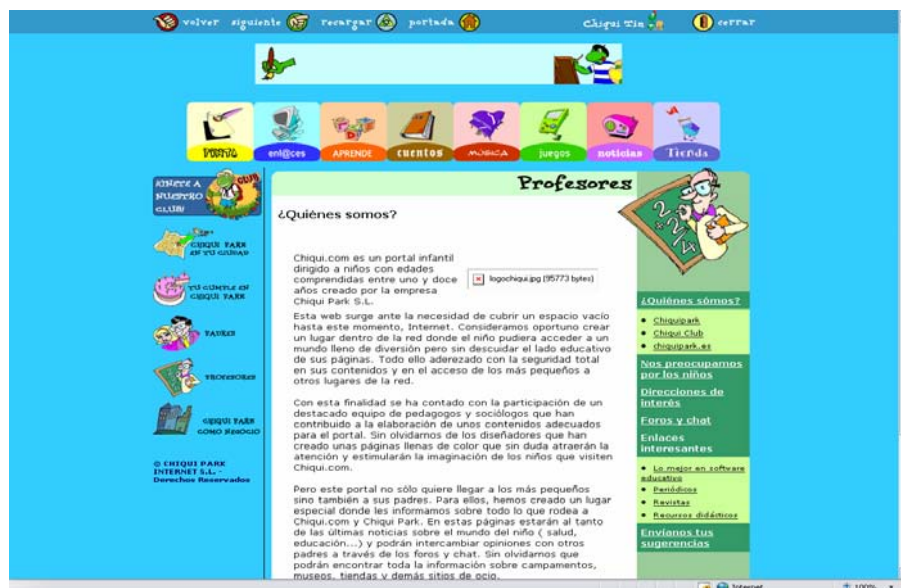 volver siguiente recargar portada Chiqui Tin cerrar
enl@ces APRENDE cuentos MÚSICA juegos noticias Tienda
ÚNETE A
NUESTRO
CLUB!
CLUB
CHIQUI PARK
EN TU CIUDAD
TU CUMPLE EN
CHIQUI PARK
PADRES
PROFESORES
CHIQUI PARK
COMO NEGOCIO
© CHIQUI PARK
INTERNET S.L. -
Derechos Reservados
Profesores
¿Quiénes somos?
Chiqui.com es un portal infantil
dirigido a niños con edades
comprendidas entre uno y doce
años creado por la empresa
Chiqui Park S.L.
logochiqui.jpg (95773 bytes)
Esta web surge ante la necesidad de cubrir un espacio vacío
hasta este momento, Internet. Consideramos oportuno crear
un lugar dentro de la red donde el niño pudiera acceder a un
mundo lleno de diversión pero sin descuidar el lado educativo
de sus páginas. Todo ello aderezado con la seguridad total
en sus contenidos y en el acceso de los más pequeños a
otros lugares de la red.
Con esta finalidad se ha contado con la participación de un
destacado equipo de pedagogos y sociólogos que han
contribuido a la elaboración de unos contenidos adecuados
para el portal. Sin olvidarnos de los diseñadores que han
creado unas páginas llenas de color que sin duda atraerán la
atención y estimularán la imaginación de los niños que visiten
Chiqui.com.
Pero este portal no sólo quiere llegar a los más pequeños
sino también a sus padres. Para ellos, hemos creado un lugar
especial donde les informamos sobre todo lo que rodea a
Chiqui.com y Chiqui Park. En estas páginas estarán al tanto
de las últimas noticias sobre el mundo del niño ( salud,
educación...) y podrán intercambiar opiniones con otros
padres a través de los foros y chat. Sin olvidarnos que
podrán encontrar toda la información sobre campamentos,
museos, tiendas y demás sitios de ocio.
2+2/4
¿Quiénes sómos?
• Chiquipark
• Chiqui Club
• chiquipark.es
Nos preocupamos
por los niños
Direcciones de
interés
Foros y chat
Enlaces
interesantes
• Lo mejor en software
educativo
• Periódicos
• Revistas
• Recursos didácticos
Envíanos tus
sugerencias
Internet 100%